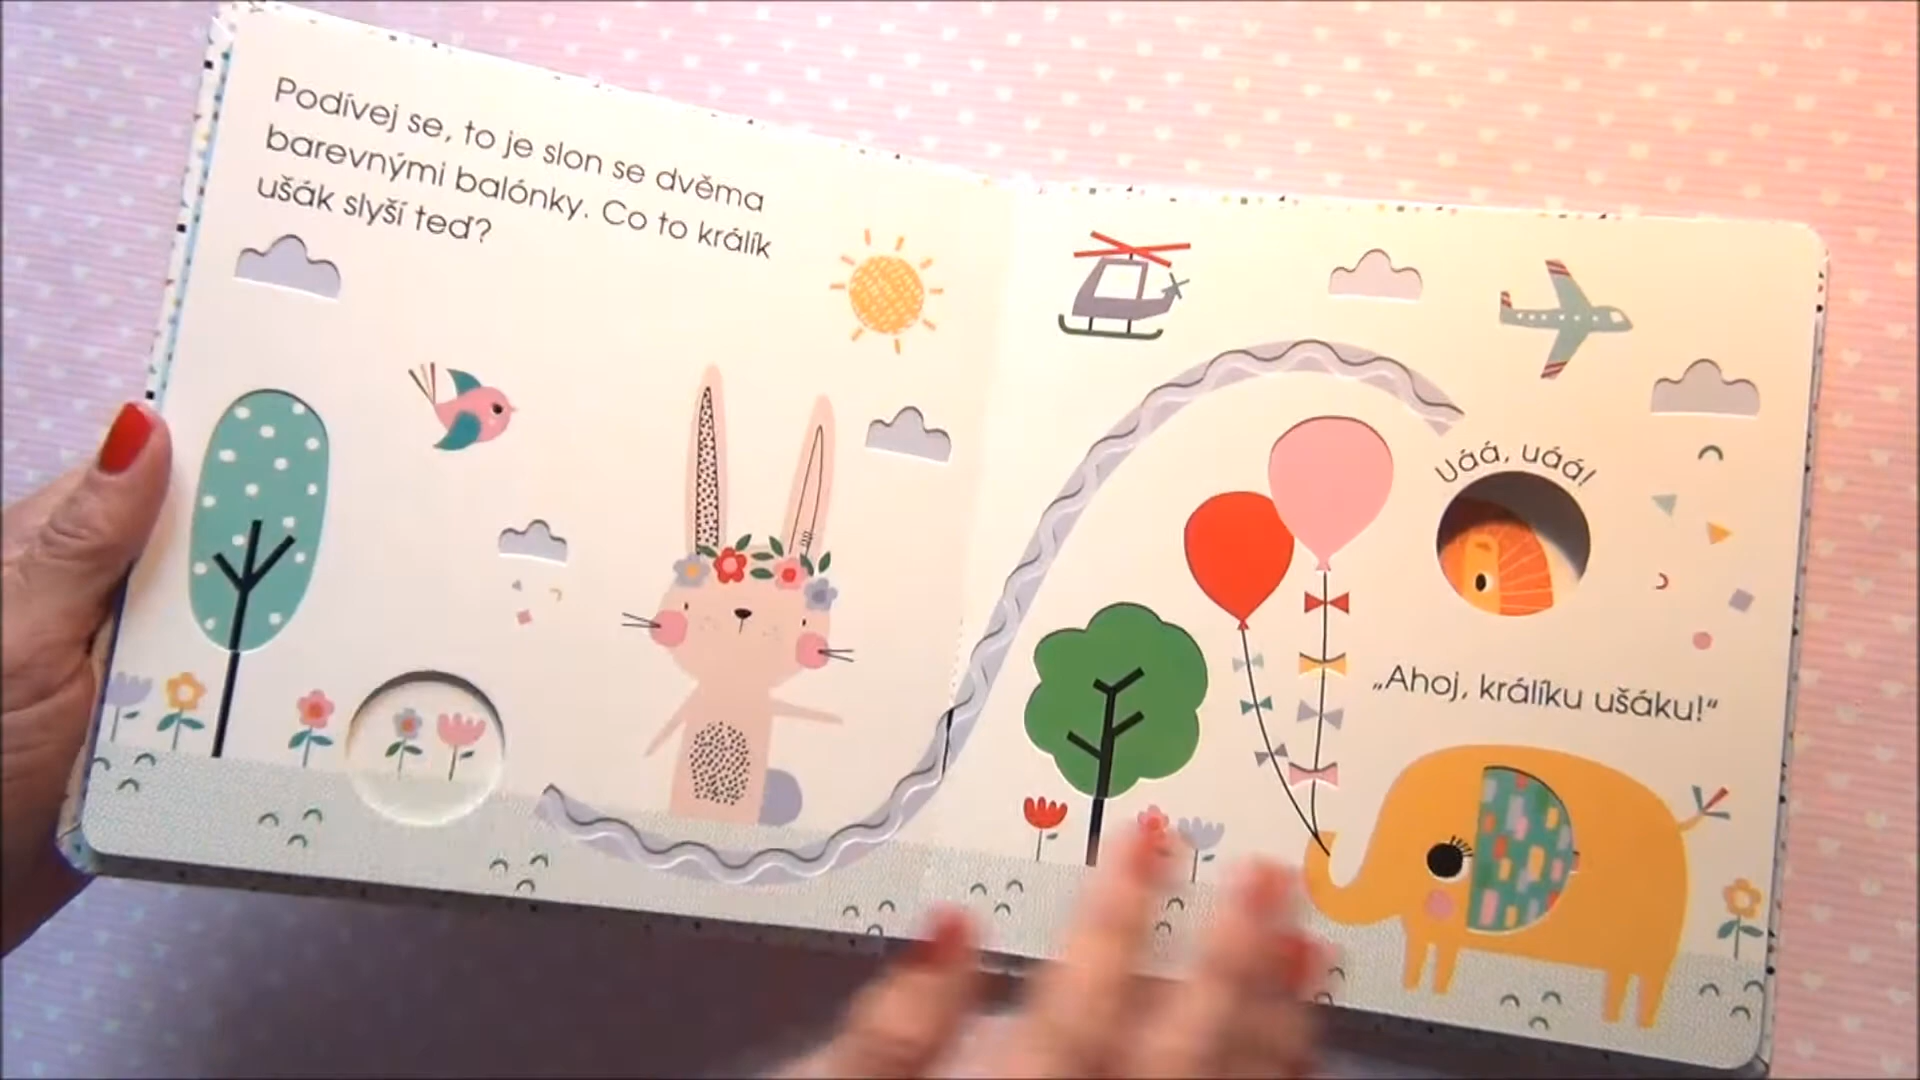 Podívej se, to je slon se dvěma
barevnými balónky. Co to králík
ušák slyší teď?
Uáá, uáá!
„Ahoj, králíku ušáku!“